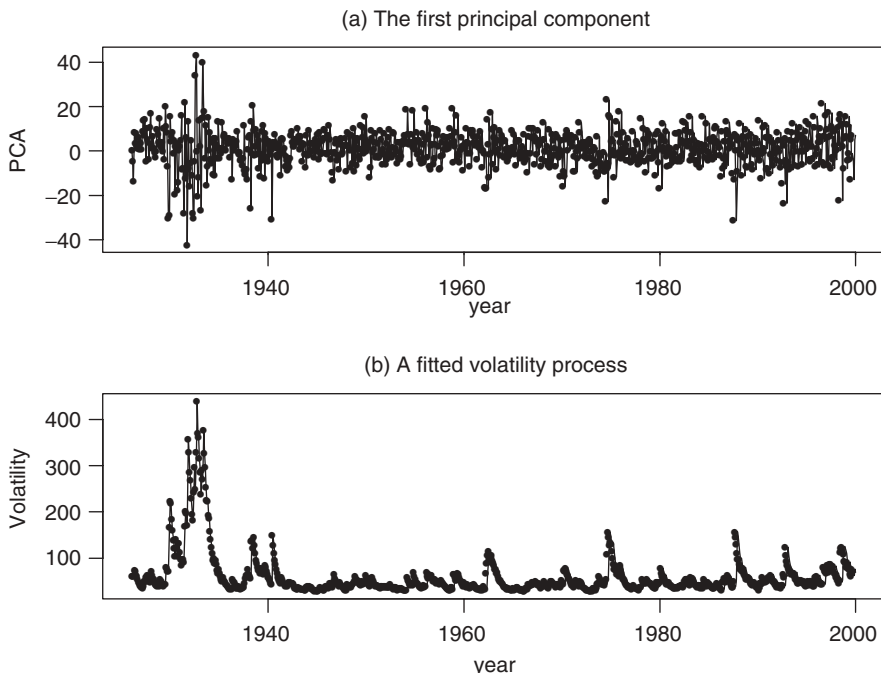 (a) The first principal component
PCA
40
20
0
−20
−40
1940
1960
1980
2000
year
(b) A fitted volatility process
Volatility
400
300
200
100
1940
1960
1980
2000
year